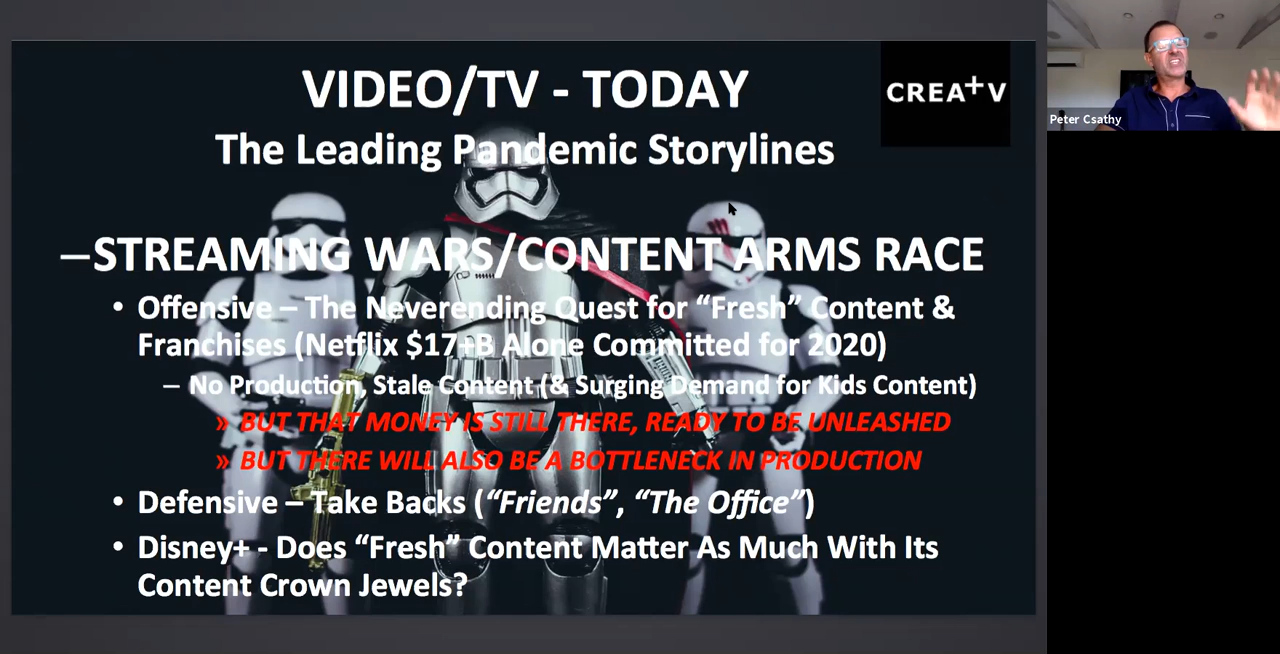 VIDEO/TV - TODAY
CREA+V
The Leading Pandemic Storylines
–STREAMING WARS/CONTENT ARMS RACE
• Offensive – The Neverending Quest for “Fresh” Content &
Franchises (Netflix $17+B Alone Committed for 2020)
– No Production, Stale Content (& Surging Demand for Kids Content)
» BUT THAT MONEY IS STILL THERE, READY TO BE UNLEASHED
» BUT THERE WILL ALSO BE A BOTTLENECK IN PRODUCTION
• Defensive – Take Backs (“Friends”, “The Office”)
• Disney+ - Does “Fresh” Content Matter As Much With Its
Content Crown Jewels?
Peter Csathy